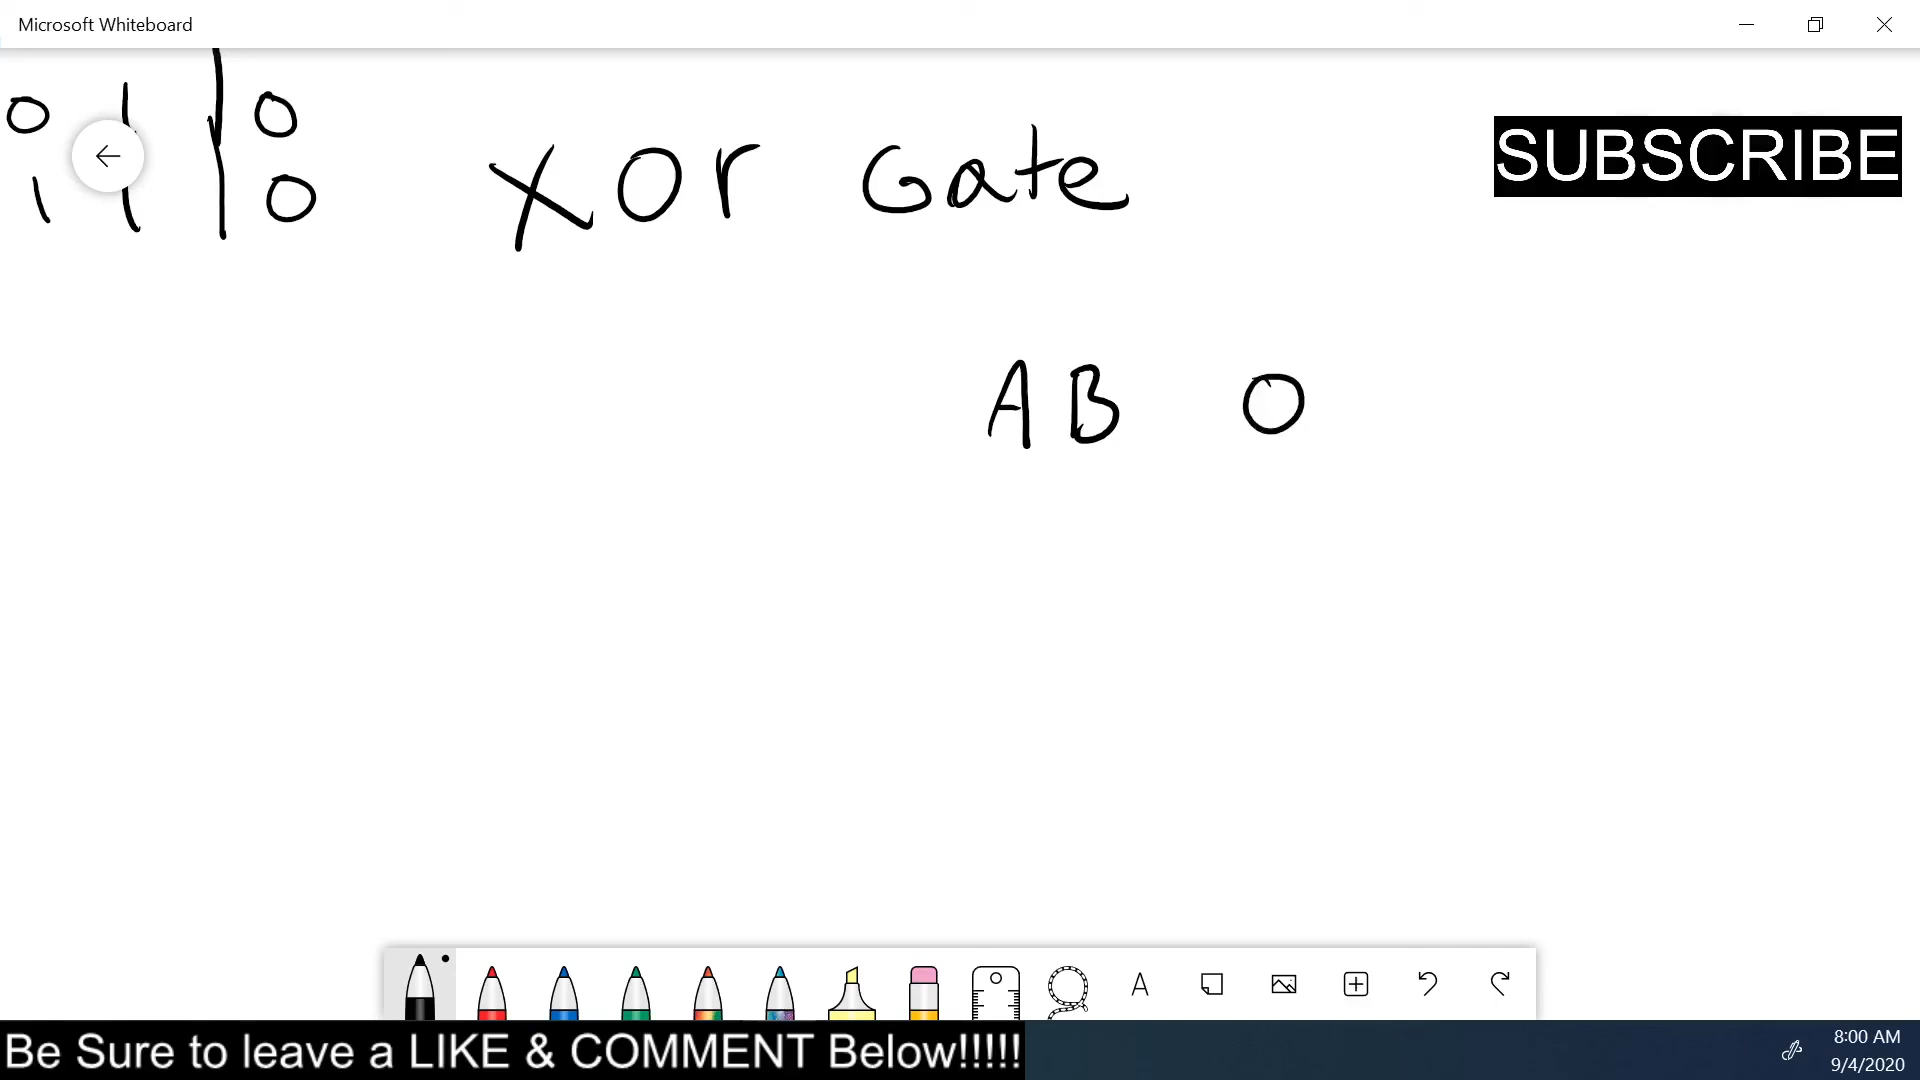 Microsoft Whiteboard
0 1 | 0
1 1 | 0
XOr Gate
SUBSCRIBE
A B O
A
Be Sure to leave a LIKE & COMMENT Below!!!!!
8:00 AM
9/4/2020